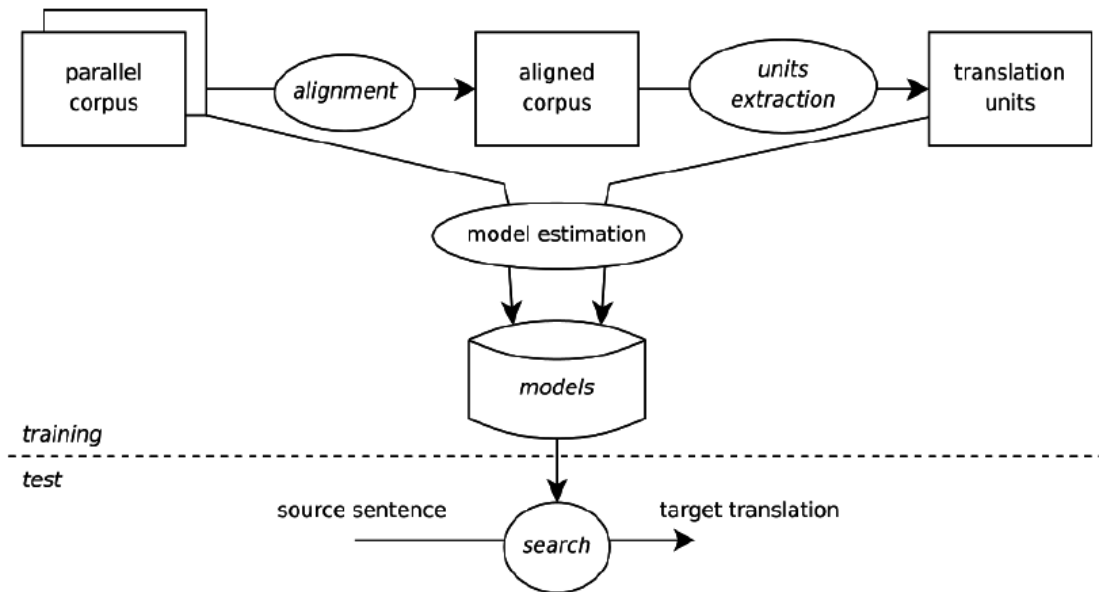 parallel
corpus
alignment
aligned
corpus
units
extraction
translation
units
model estimation
models
training
test
source sentence
search
target translation